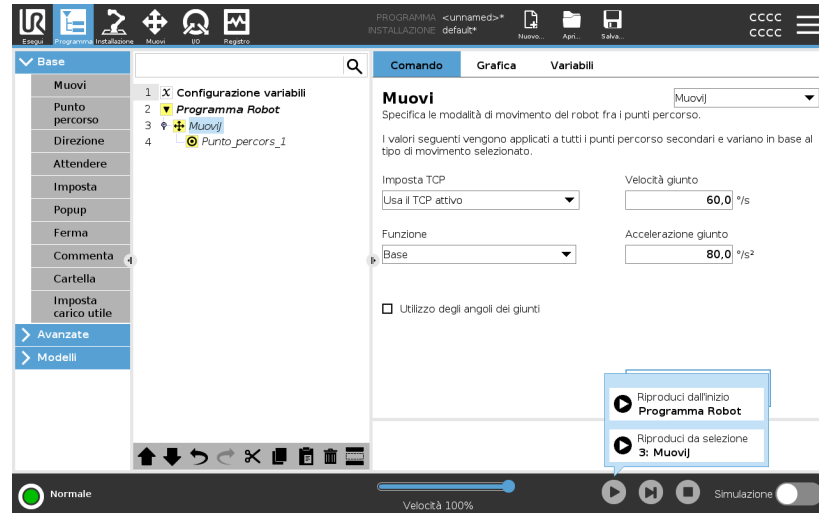 PROGRAMMA <unnamed>*
INSTALLAZIONE default*
Nuovo...
Apri...
Salva...
cccc
cccc
Esegui
Programma
Installazione
Muovi
I/O
Registro
Base
Muovi
Punto
percorso
Direzione
Attendere
Imposta
Popup
Ferma
Commenta
Cartella
Imposta
carico utile
Avanzate
Modelli
1 X Configurazione variabili
2 Programma Robot
3 MuoviJ
4 Punto_percors_1
Comando Grafica Variabili
Muovi
MuoviJ
Specifica le modalità di movimento del robot fra i punti percorso.
I valori seguenti vengono applicati a tutti i punti percorso secondari e variano in base al
tipo di movimento selezionato.
Imposta TCP
Velocità giunto
Usa il TCP attivo
60,0 °/s
Funzione
Accelerazione giunto
Base
80,0 °/s²
Utilizzo degli angoli dei giunti
Riproduci dall'inizio
Programma Robot
Riproduci da selezione
3: MuoviJ
Normale
Velocità 100%
Simulazione